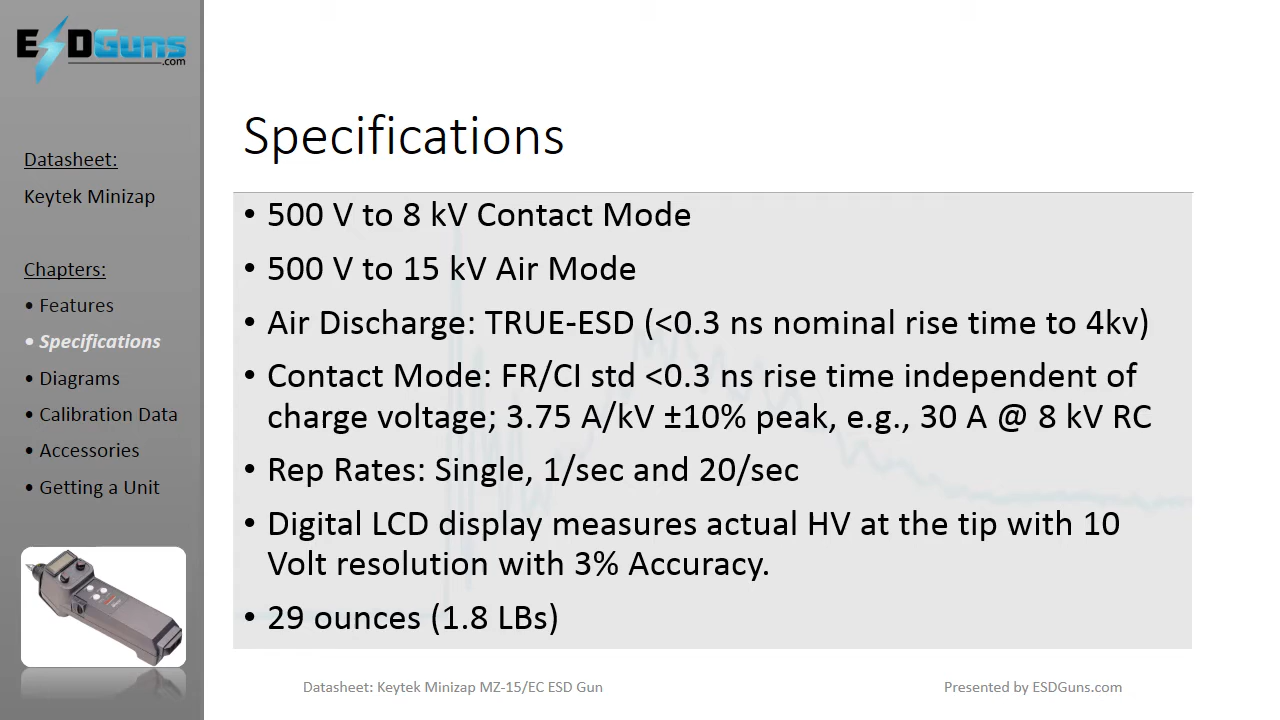 ESDGuns
.com
Datasheet:
Keytek Minizap
Chapters:
• Features
• Specifications
• Diagrams
• Calibration Data
• Accessories
• Getting a Unit
Specifications
• 500 V to 8 kV Contact Mode
• 500 V to 15 kV Air Mode
• Air Discharge: TRUE-ESD (<0.3 ns nominal rise time to 4kv)
• Contact Mode: FR/CI std <0.3 ns rise time independent of
charge voltage; 3.75 A/kV ±10% peak, e.g., 30 A @ 8 kV RC
• Rep Rates: Single, 1/sec and 20/sec
• Digital LCD display measures actual HV at the tip with 10
Volt resolution with 3% Accuracy.
• 29 ounces (1.8 LBs)
Datasheet: Keytek Minizap MZ-15/EC ESD Gun
Presented by ESDGuns.com